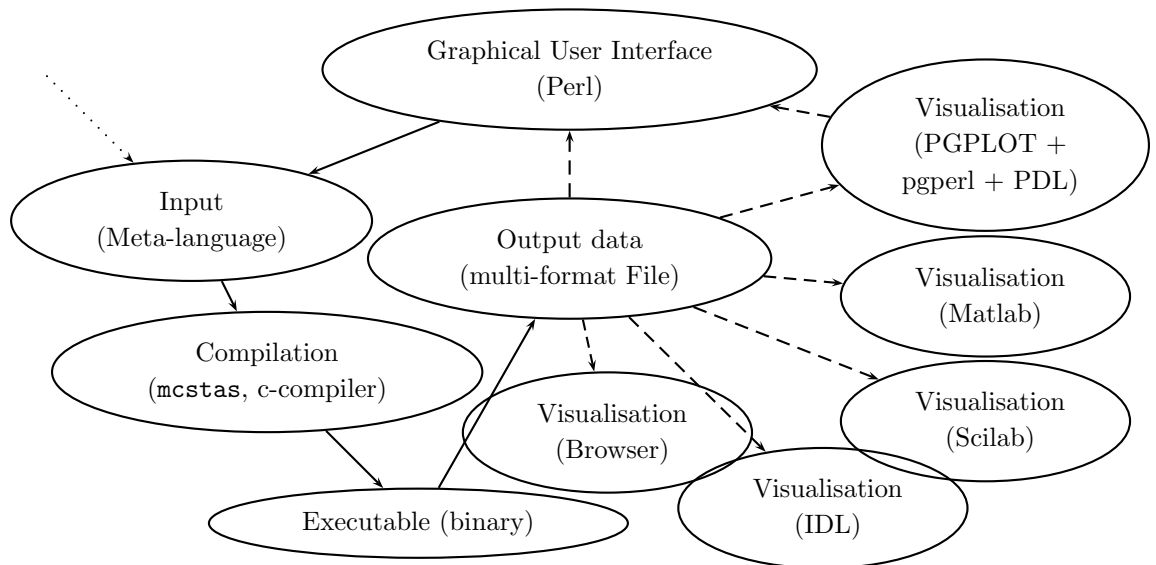 Graphical User Interface
(Perl)
Visualisation
(PGPLOT +
pgperl + PDL)
Input
(Meta-language)
Output data
(multi-format File)
Visualisation
(Matlab)
Compilation
(mcstas, c-compiler)
Visualisation
(Browser)
Visualisation
(Scilab)
Executable (binary)
Visualisation
(IDL)